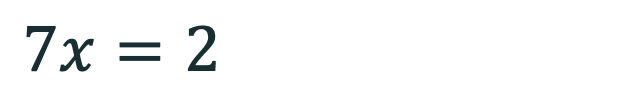 7x = 2